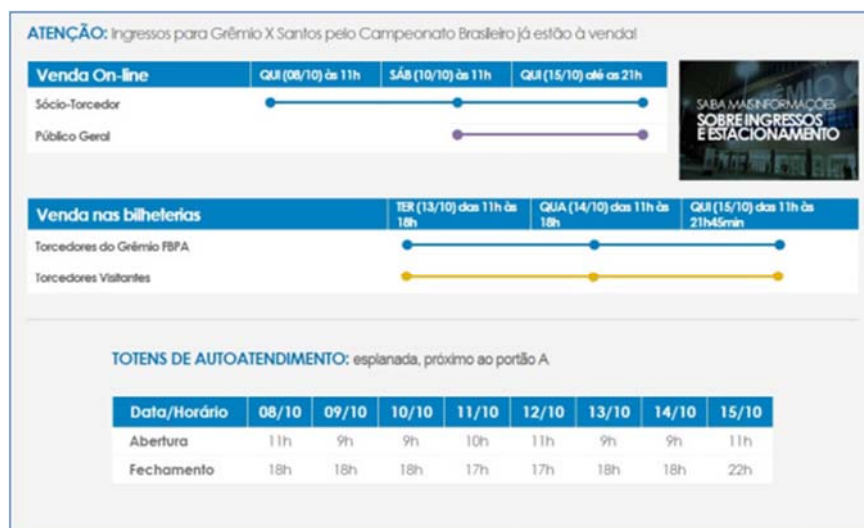 ATENÇÃO: Ingressos para Grêmio X Santos pelo Campeonato Brasileiro já estão à venda!
Venda On-line QUI (08/10) às 11h SÁB (10/10) às 11h QUI (15/10) até as 21h
Sócio-Torcedor
Público Geral
SAIBA MAIS INFORMAÇÕES
SOBRE INGRESSOS
E ESTACIONAMENTO
Venda nas bilheterias TER (13/10) das 11h às 18h QUA (14/10) das 11h às 18h QUI (15/10) das 11h às 21h45min
Torcedores do Grêmio FBPA
Torcedores Visitantes
TOTENS DE AUTOATENDIMENTO: esplanada, próximo ao portão A
Data/Horário 08/10 09/10 10/10 11/10 12/10 13/10 14/10 15/10
Abertura 11h 9h 9h 10h 11h 9h 9h 11h
Fechamento 18h 18h 18h 17h 17h 18h 18h 22h